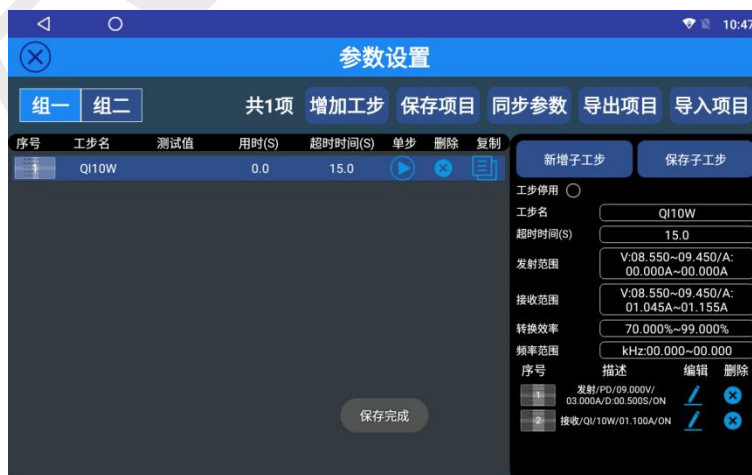 10:47
参数设置
组一 组二 共1项 增加工步 保存项目 同步参数 导出项目 导入项目
序号 工步名 测试值 用时(S) 超时时间(S) 单步 删除 复制
1 QI10W 0.0 15.0
新增子工步 保存子工步
工步停用
工步名 QI10W
超时时间(S) 15.0
发射范围 V:08.550~09.450/A:
00.000A~00.000A
接收范围 V:08.550~09.450/A:
01.045A~01.155A
转换效率 70.000%~99.000%
频率范围 kHz:00.000~00.000
序号 描述 编辑 删除
1 发射/PD/09.000V/
03.000A/D:00.500S/ON
2 接收/QI/10W/01.100A/ON
保存完成